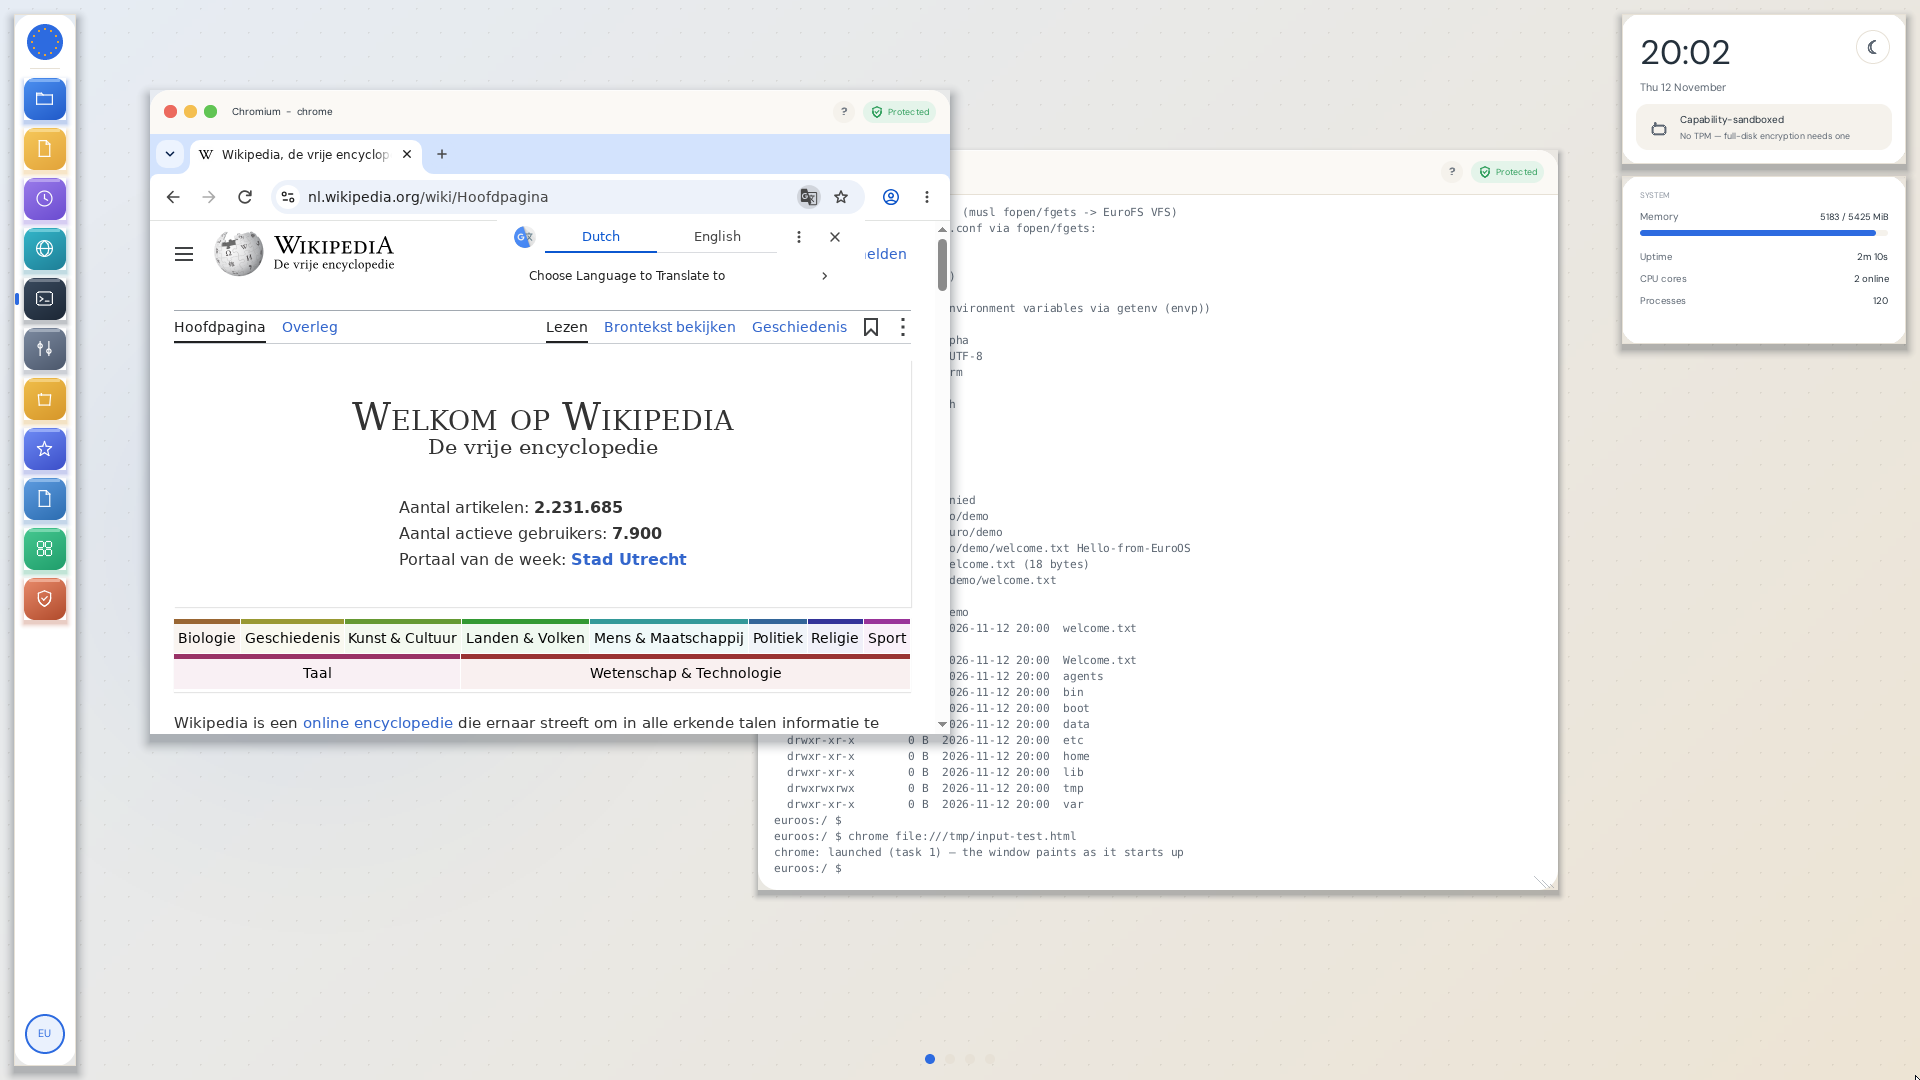 20:02
Thu 12 November
Capability-sandboxed
No TPM — full-disk encryption needs one
SYSTEM
Memory 5183 / 5425 MiB
Uptime 2m 10s
CPU cores 2 online
Processes 120
Chromium - chrome ? Protected
W Wikipedia, de vrije encyclop
nl.wikipedia.org/wiki/Hoofdpagina
WIKIPEDIA
De vrije encyclopedie
Dutch English
Choose Language to Translate to
elden
Hoofdpagina Overleg Lezen Brontekst bekijken Geschiedenis
WELKOM OP WIKIPEDIA
De vrije encyclopedie
Aantal artikelen: 2.231.685
Aantal actieve gebruikers: 7.900
Portaal van de week: Stad Utrecht
Biologie Geschiedenis Kunst & Cultuur Landen & Volken Mens & Maatschappij Politiek Religie Sport
Taal Wetenschap & Technologie
Wikipedia is een online encyclopedie die ernaar streeft om in alle erkende talen informatie te
? Protected
(musl fopen/fgets -> EuroFS VFS)
.conf via fopen/fgets:
)
nvironment variables via getenv (envp))
pha
UTF-8
rm
h
nied
o/demo
uro/demo
o/demo/welcome.txt Hello-from-EuroOS
elcome.txt (18 bytes)
demo/welcome.txt
emo
026-11-12 20:00 welcome.txt
026-11-12 20:00 Welcome.txt
026-11-12 20:00 agents
026-11-12 20:00 bin
026-11-12 20:00 boot
026-11-12 20:00 data
drwxr-xr-x 0 B 2026-11-12 20:00 etc
drwxr-xr-x 0 B 2026-11-12 20:00 home
drwxr-xr-x 0 B 2026-11-12 20:00 lib
drwxrwxrwx 0 B 2026-11-12 20:00 tmp
drwxr-xr-x 0 B 2026-11-12 20:00 var
euroos:/ $
euroos:/ $ chrome file:///tmp/input-test.html
chrome: launched (task 1) — the window paints as it starts up
euroos:/ $
EU